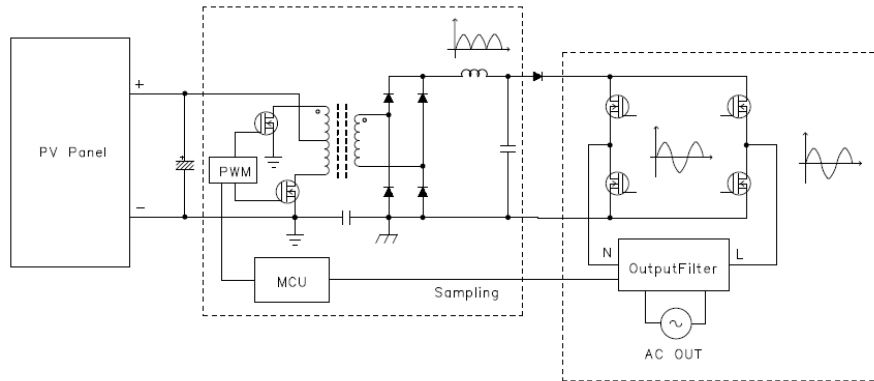 +
PV Panel
PWM
−
MCU
Sampling
N
OutputFilter
L
AC OUT